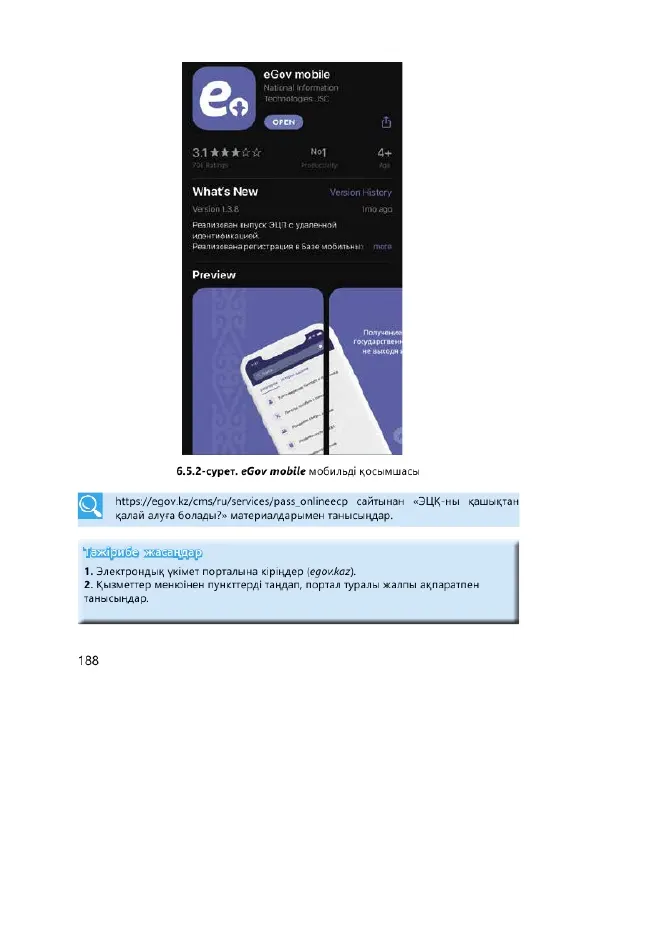 eGov mobile
National Information
Technologies JSC
OPEN
3.1 ★★★☆☆
No1
4+
Ratings
Productivity
Age
What's New
Version History
Version 1.3.8
1mo ago
Реализован выпуск ЭЦП с удаленной
идентификацией.
Реализована регистрация в Базе мобильных more
Preview
Получение
государственн
не выходя и
6.5.2-сурет. eGov mobile мобильді қосымшасы
https://egov.kz/cms/ru/services/pass_onlineecp сайтынан «ЭЦҚ-ны қашықтан
қалай алуға болады?» материалдарымен танысыңдар.
Тәжірибе жасаңдар
1. Электрондық үкімет порталына кіріңдер (egov.kaz).
2. Қызметтер менюінен пункттерді таңдап, портал туралы жалпы ақпаратпен
танысыңдар.
188